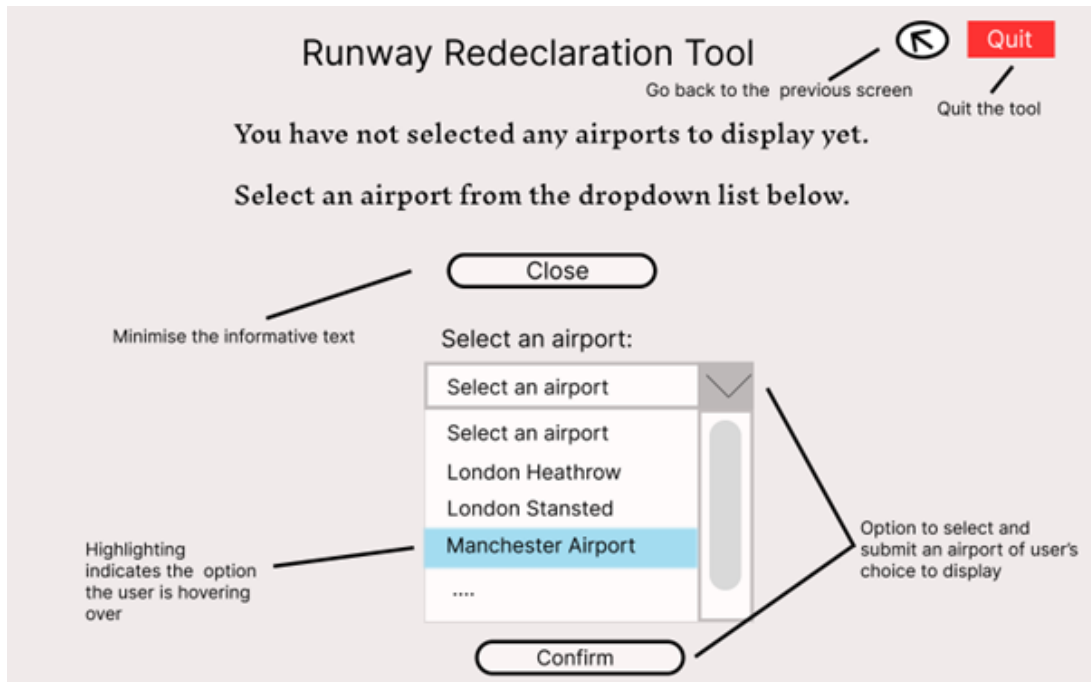 Runway Redeclaration Tool
Quit
Go back to the previous screen
Quit the tool
You have not selected any airports to display yet.
Select an airport from the dropdown list below.
Close
Minimise the informative text
Select an airport:
Select an airport
Select an airport
London Heathrow
London Stansted
Manchester Airport
....
Highlighting
indicates the option
the user is hovering
over
Option to select and
submit an airport of user's
choice to display
Confirm